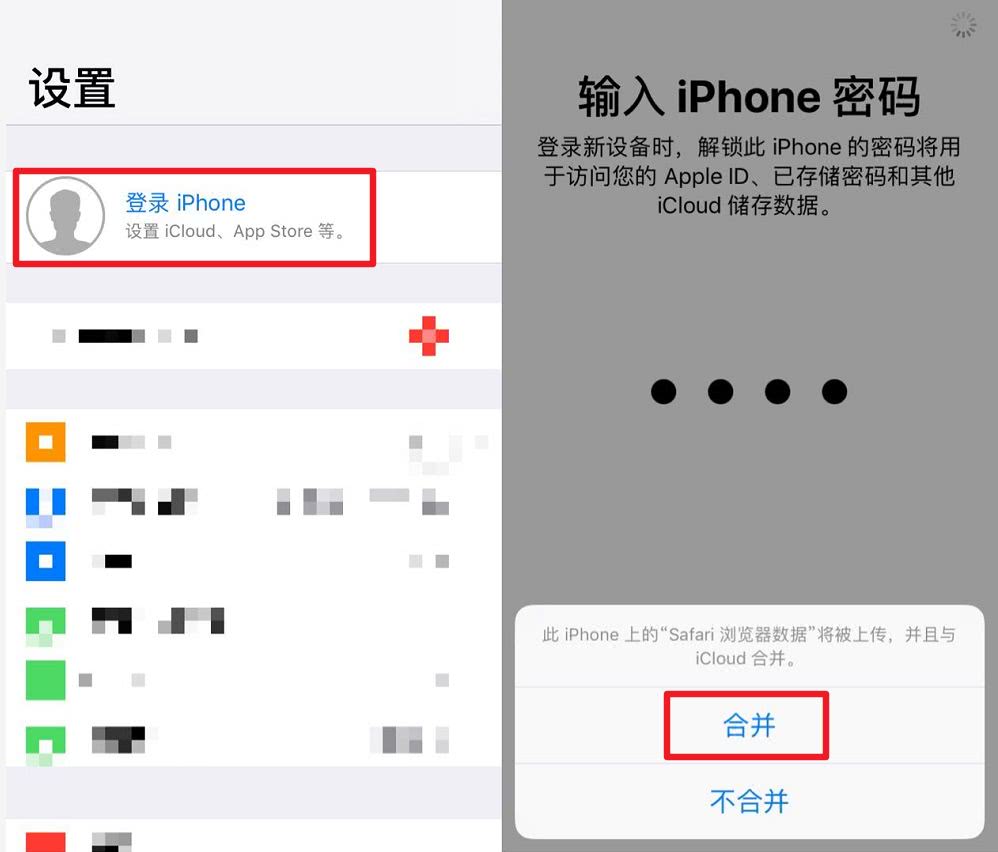 设置
登录 iPhone
设置 iCloud、App Store 等。
输入 iPhone 密码
登录新设备时，解锁此 iPhone 的密码将用
于访问您的 Apple ID、已存储密码和其他
iCloud 储存数据。
此 iPhone 上的“Safari 浏览器数据”将被上传，并且与
iCloud 合并。
合并
不合并